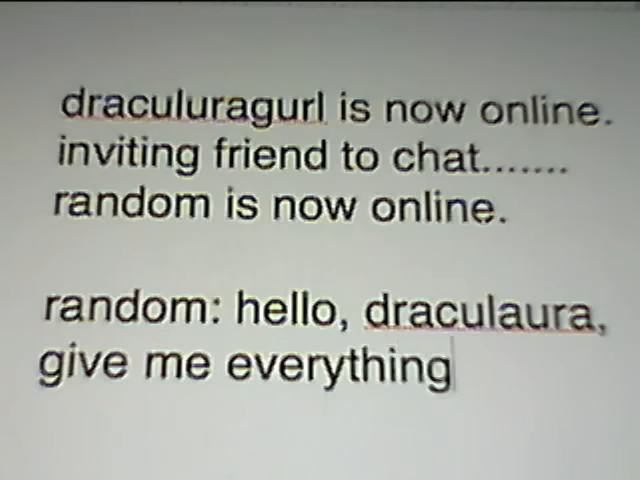 draculuragurl is now online.
inviting friend to chat.......
random is now online.
random: hello, draculaura,
give me everything